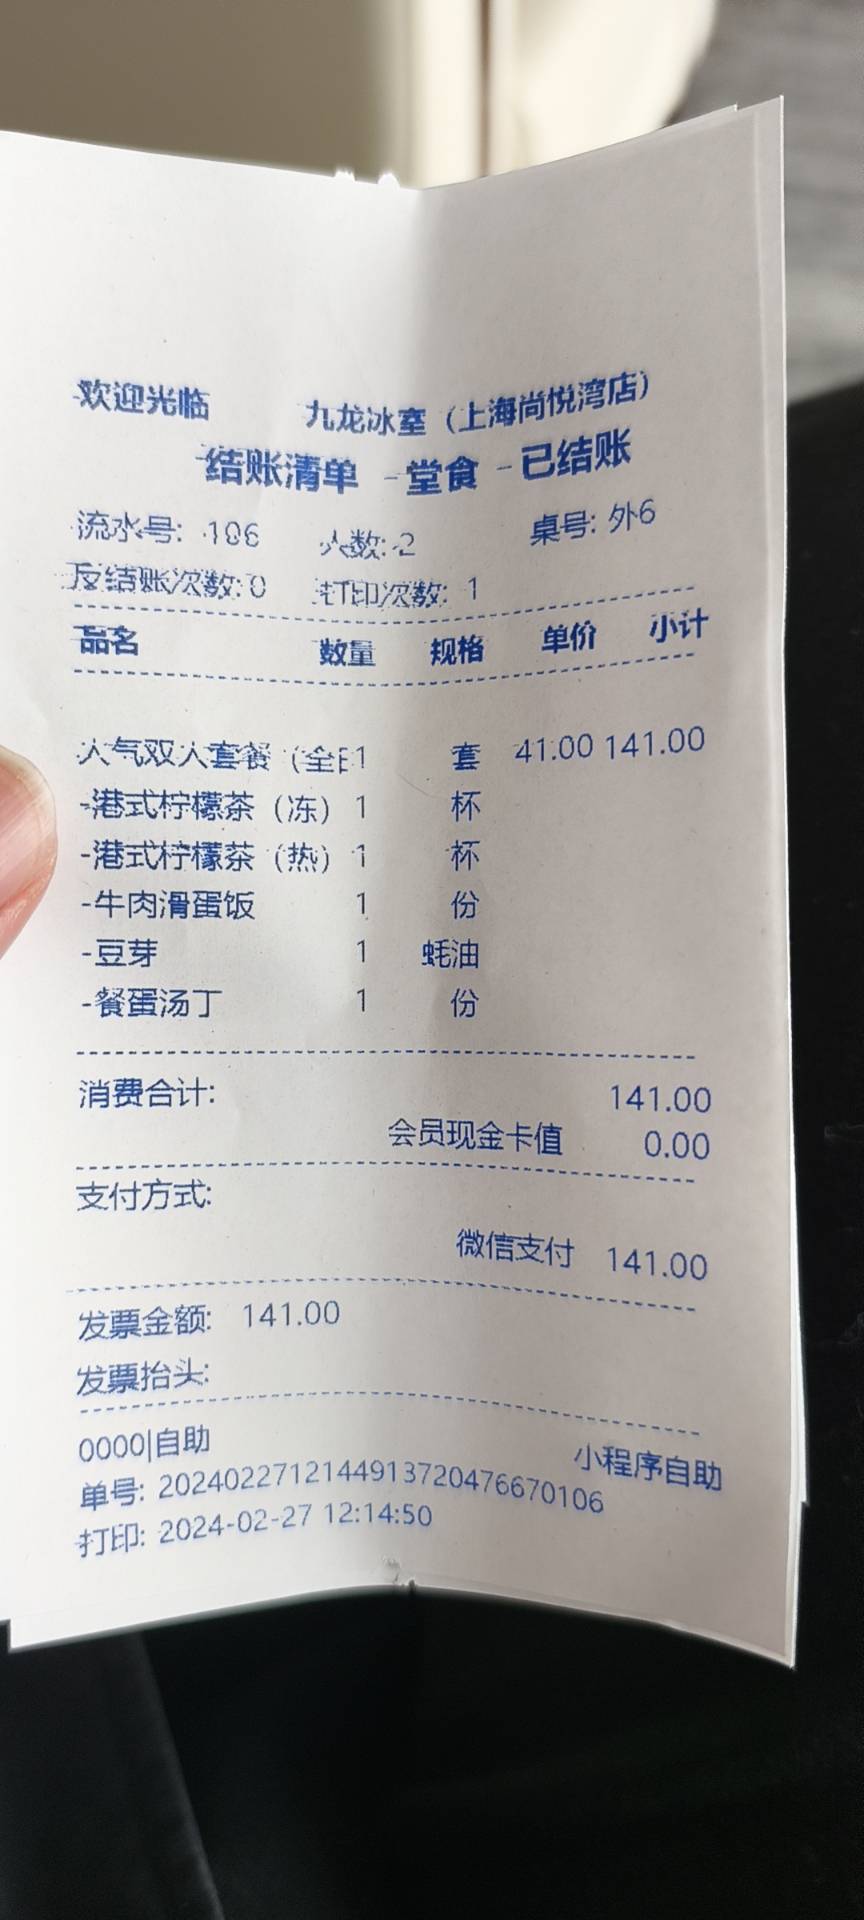 欢迎光临 九龙冰室（上海尚悦湾店）
结账清单 -堂食 -已结账
流水号: 106 人数: 2 桌号: 外6
反结账次数: 0 打印次数: 1
品名 数量 规格 单价 小计
人气双人套餐（全日1 套 41.00 141.00
-港式柠檬茶（冻） 1 杯
-港式柠檬茶（热） 1 杯
-牛肉滑蛋饭 1 份
-豆芽 1 蚝油
-餐蛋汤丁 1 份
消费合计: 141.00
会员现金卡值 0.00
支付方式:
微信支付 141.00
发票金额: 141.00
发票抬头:
0000|自助 小程序自助
单号: 2024022712144913720476670106
打印: 2024-02-27 12:14:50